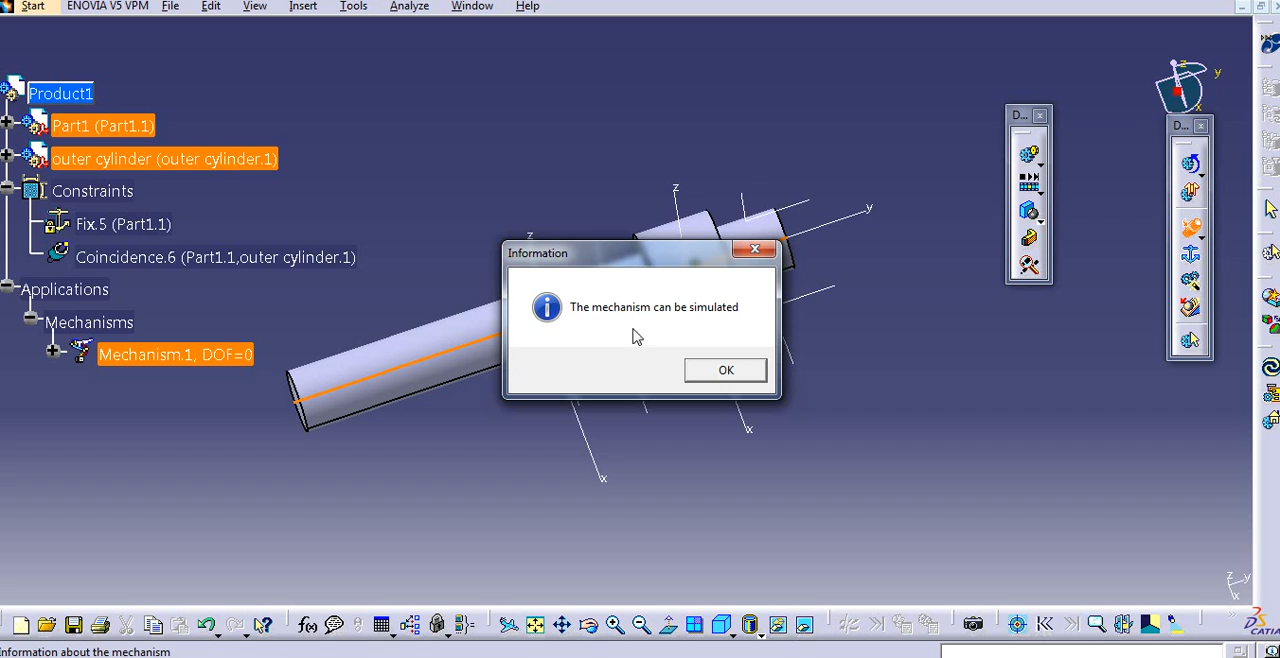 Start ENOVIA V5 VPM File Edit View Insert Tools Analyze Window Help
Product1
Part1 (Part1.1)
outer cylinder (outer cylinder.1)
Constraints
Fix.5 (Part1.1)
Coincidence.6 (Part1.1,outer cylinder.1)
Applications
Mechanisms
Mechanism.1, DOF=0
z
y
x
D...
D...
z
y
z
x
x
Information
The mechanism can be simulated
OK
z
y
x
f(x)
CATIA
Information about the mechanism